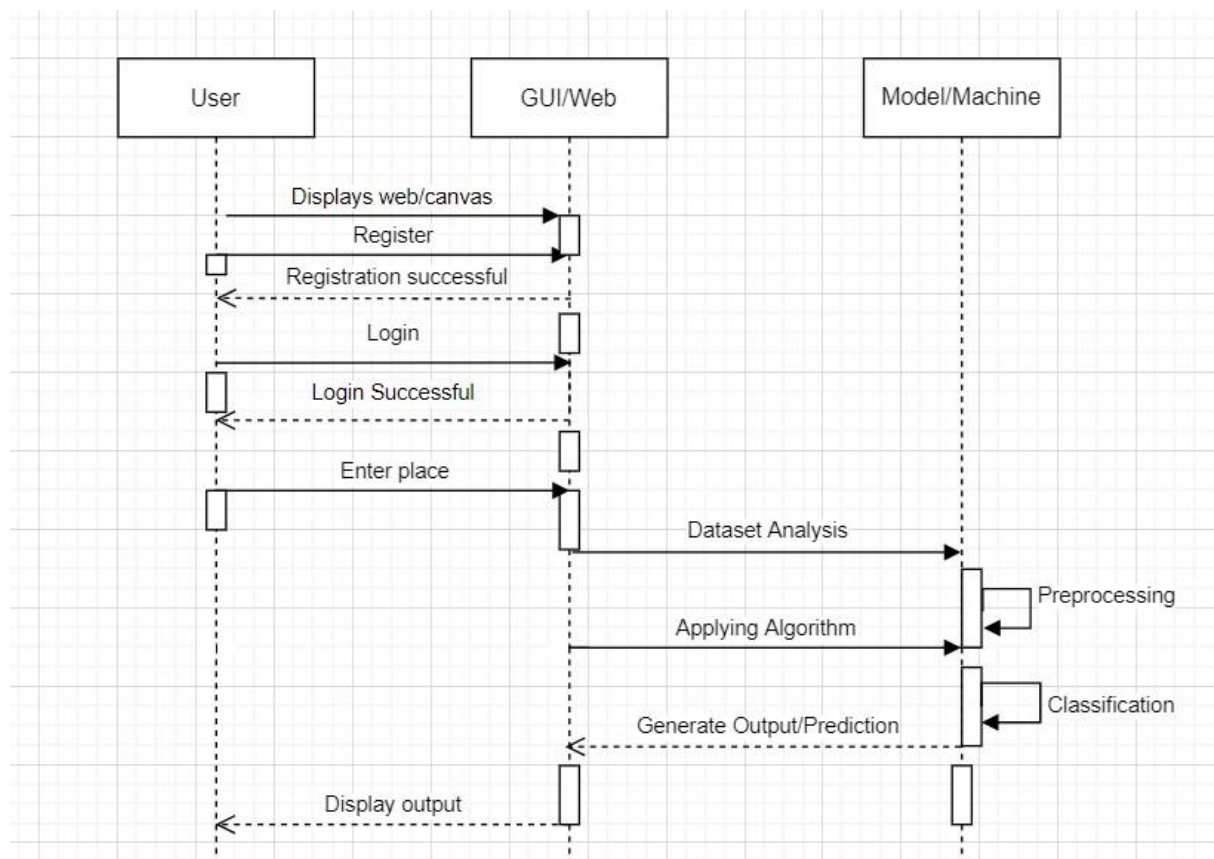 User
GUI/Web
Model/Machine
Displays web/canvas
Register
Registration successful
Login
Login Successful
Enter place
Dataset Analysis
Preprocessing
Applying Algorithm
Classification
Generate Output/Prediction
Display output